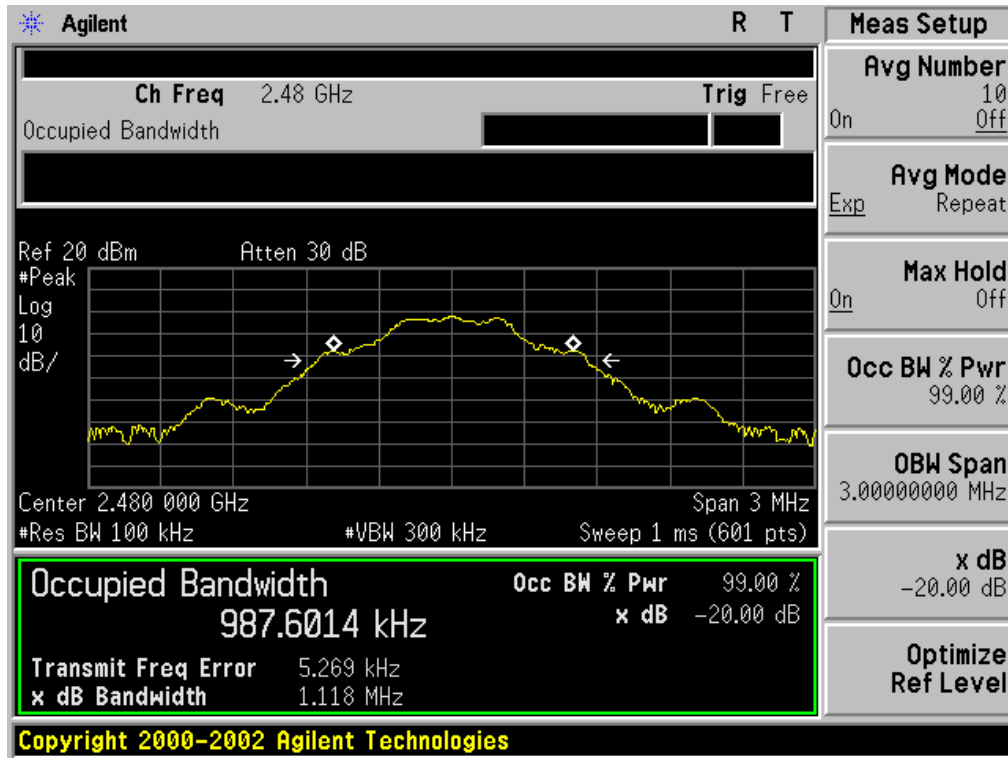 Agilent R T
Ch Freq 2.48 GHz Trig Free
Occupied Bandwidth
Ref 20 dBm Atten 30 dB
#Peak
Log
10
dB/
Center 2.480 000 GHz Span 3 MHz
#Res BW 100 kHz #VBW 300 kHz Sweep 1 ms (601 pts)
Occupied Bandwidth Occ BW % Pwr 99.00 %
987.6014 kHz x dB -20.00 dB
Transmit Freq Error 5.269 kHz
x dB Bandwidth 1.118 MHz
Copyright 2000-2002 Agilent Technologies
Meas Setup
Avg Number
10
On Off
Avg Mode
Exp Repeat
Max Hold
On Off
Occ BW % Pwr
99.00 %
OBW Span
3.00000000 MHz
x dB
-20.00 dB
Optimize
Ref Level